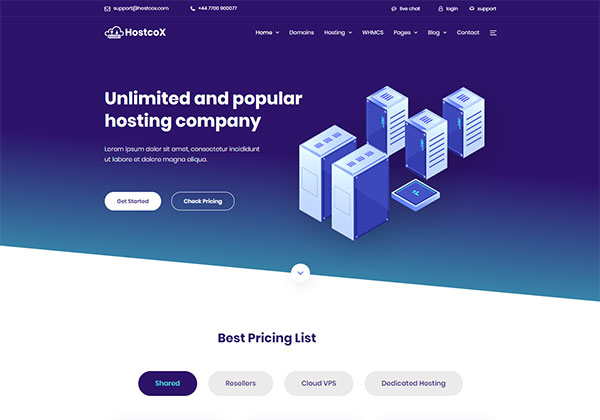 support@hostcox.com +44 7700 900077 live chat login support
HostcoX Home Domains Hosting WHMCS Pages Blog Contact
Unlimited and popular
hosting company
Lorem ipsum dolor sit amet, consectetur incididunt
ut labore et dolore magna aliqua.
Get Started Check Pricing
Best Pricing List
Shared Resellers Cloud VPS Dedicated Hosting